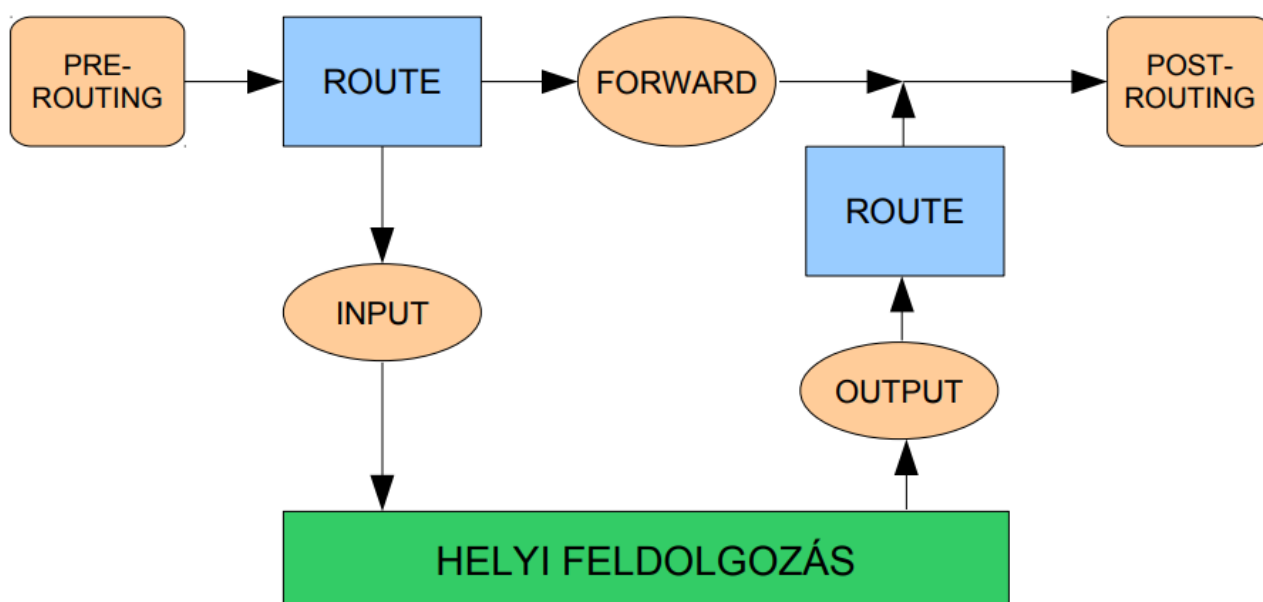 PRE-
ROUTING
ROUTE
FORWARD
POST-
ROUTING
ROUTE
INPUT
OUTPUT
HELYI FELDOLGOZÁS